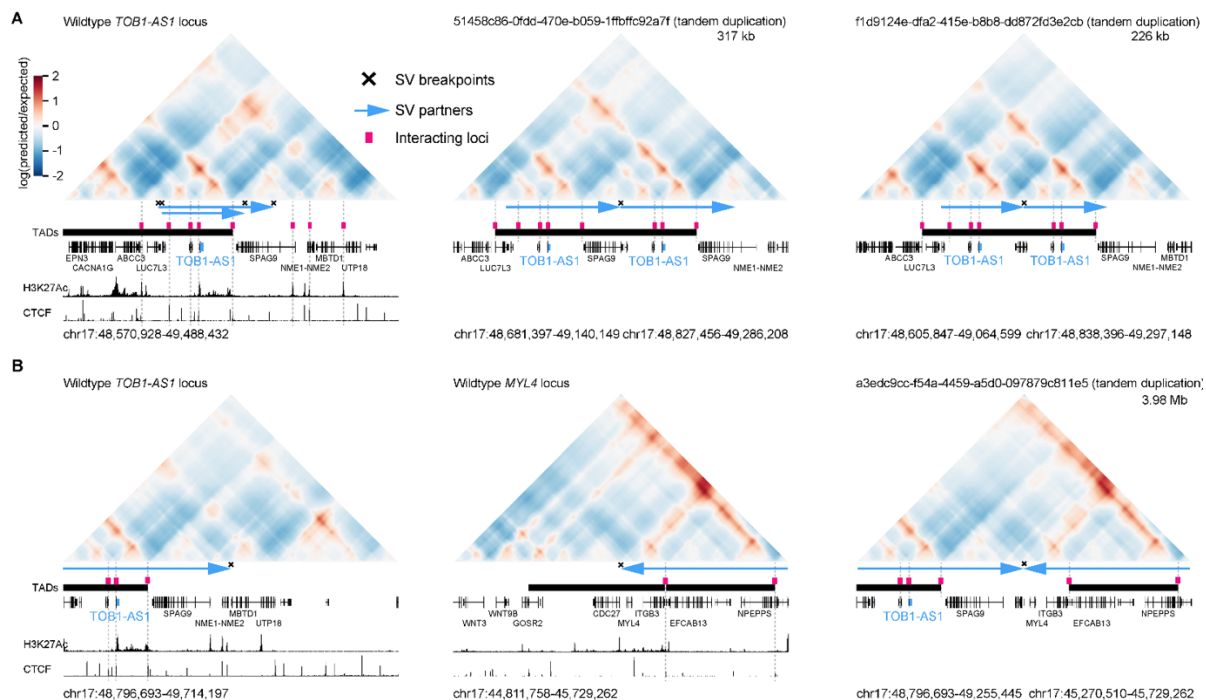 A
Wildtype TOB1-AS1 locus
51458c86-0fdd-470e-b059-1ffbffc92a7f (tandem duplication)
317 kb
f1d9124e-dfa2-415e-b8b8-dd872fd3e2cb (tandem duplication)
226 kb
log(predicted/expected)
2
1
0
-1
-2
SV breakpoints
SV partners
Interacting loci
TADs
EPN3
CACNA1G
ABCC3
LUC7L3
TOB1-AS1
SPAG9
NME1-NME2
MBTD1
UTP18
H3K27Ac
CTCF
chr17:48,570,928-49,488,432
ABCC3
LUC7L3
TOB1-AS1
SPAG9
TOB1-AS1
SPAG9
NME1-NME2
chr17:48,681,397-49,140,149
chr17:48,827,456-49,286,208
ABCC3
LUC7L3
TOB1-AS1
TOB1-AS1
SPAG9
NME1-NME2
MBTD1
chr17:48,605,847-49,064,599
chr17:48,838,396-49,297,148
B
Wildtype TOB1-AS1 locus
Wildtype MYL4 locus
a3edc9cc-f54a-4459-a5d0-097879c811e5 (tandem duplication)
3.98 Mb
TADs
TOB1-AS1
SPAG9
NME1-NME2
MBTD1
UTP18
H3K27Ac
CTCF
chr17:48,796,693-49,714,197
WNT3
WNT9B
GOSR2
CDC27
MYL4
ITGB3
EFCAB13
NPEPPS
chr17:44,811,758-45,729,262
TOB1-AS1
SPAG9
ITGB3
MYL4
EFCAB13
NPEPPS
chr17:48,796,693-49,255,445
chr17:45,270,510-45,729,262